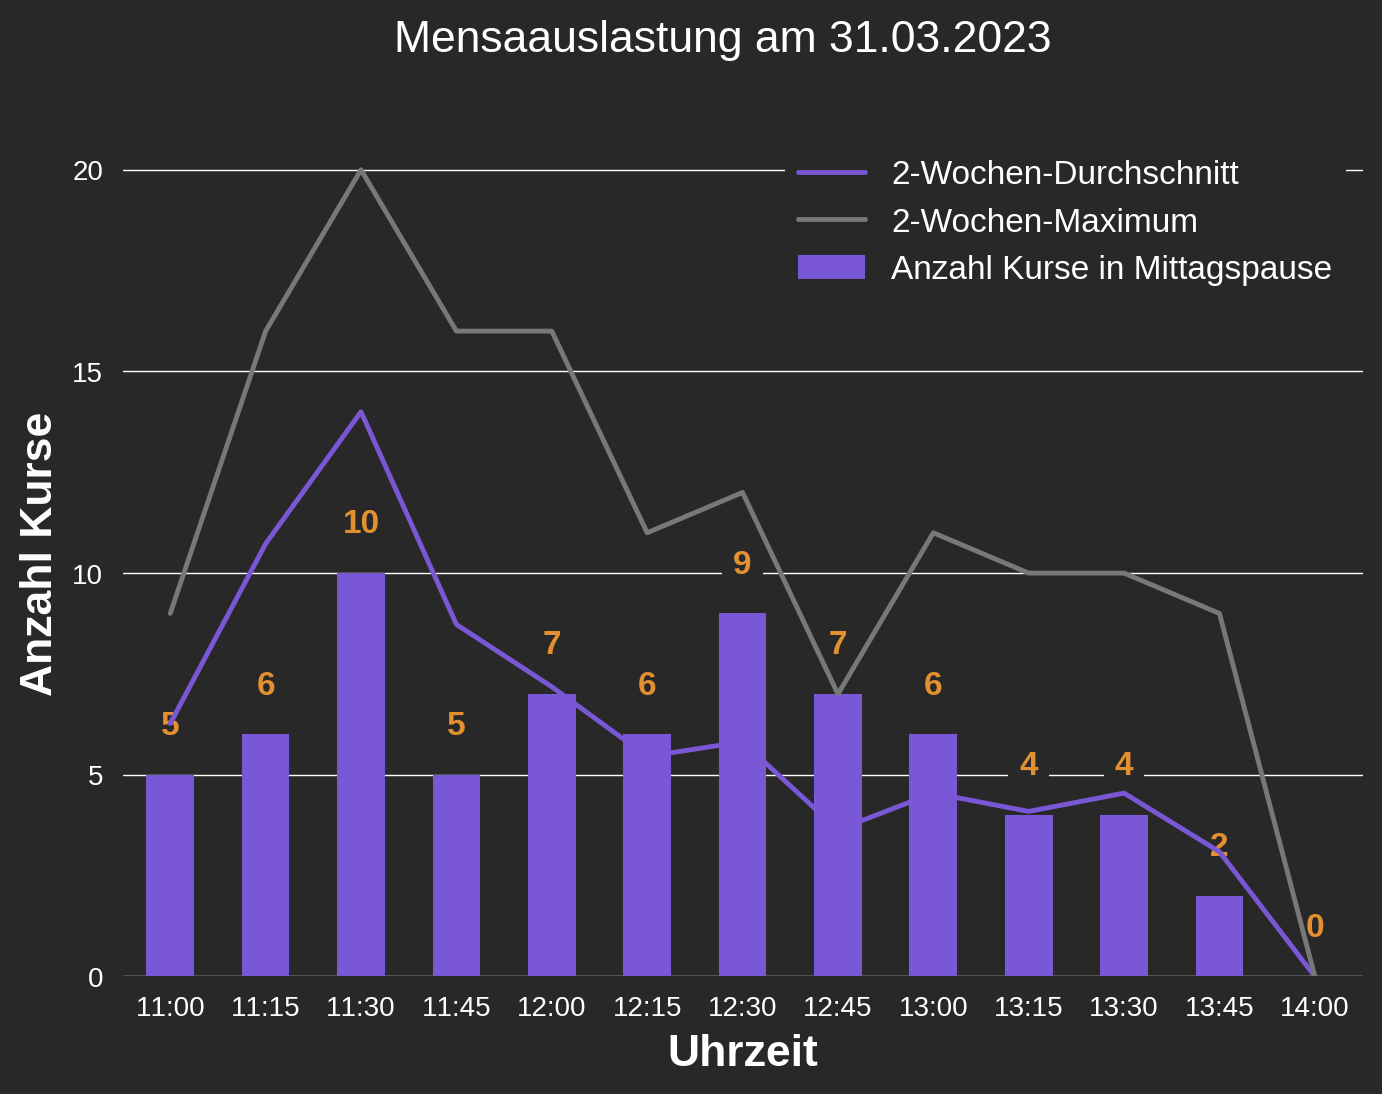 Mensaauslastung am 31.03.2023
2-Wochen-Durchschnitt
2-Wochen-Maximum
Anzahl Kurse in Mittagspause
Anzahl Kurse
20
15
10
5
0
5
6
10
5
7
6
9
7
6
4
4
2
0
11:00 11:15 11:30 11:45 12:00 12:15 12:30 12:45 13:00 13:15 13:30 13:45 14:00
Uhrzeit